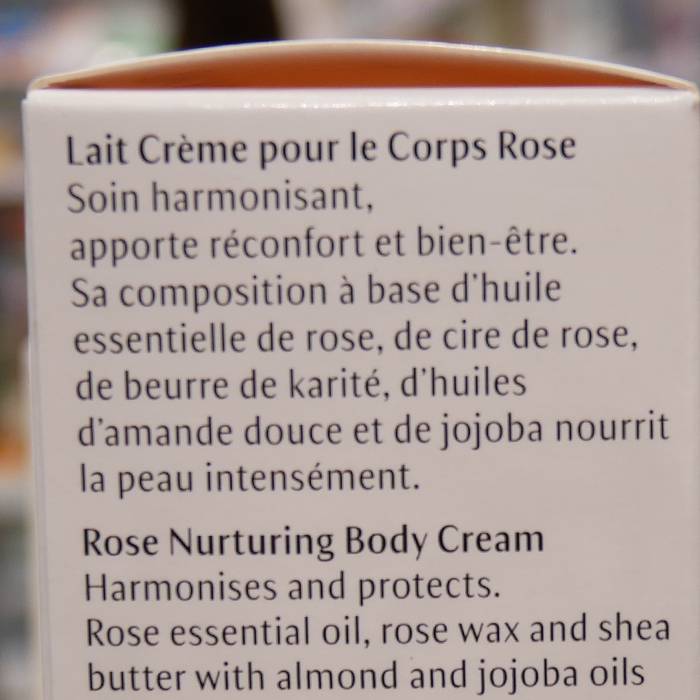 Lait Crème pour le Corps Rose
Soin harmonisant,
apporte réconfort et bien-être.
Sa composition à base d'huile
essentielle de rose, de cire de rose,
de beurre de karité, d'huiles
d'amande douce et de jojoba nourrit
la peau intensément.
Rose Nurturing Body Cream
Harmonises and protects.
Rose essential oil, rose wax and shea
butter with almond and jojoba oils